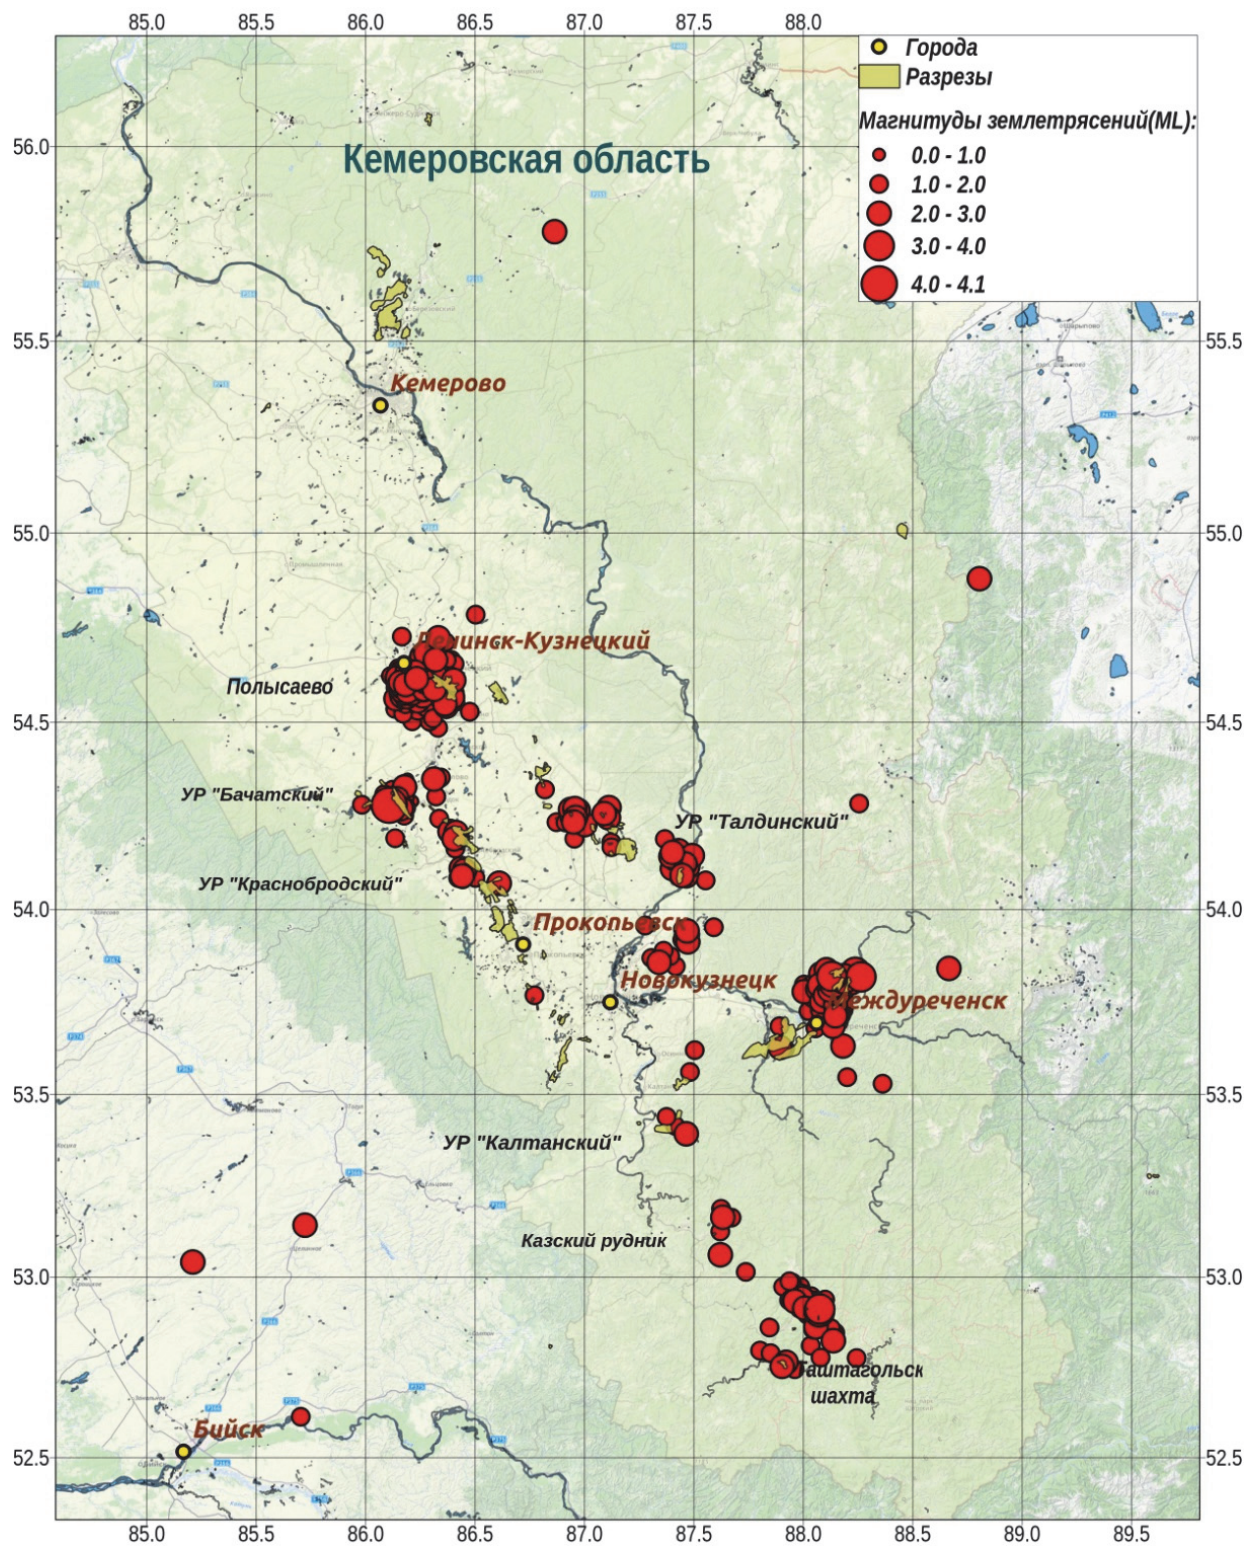 85.0 85.5 86.0 86.5 87.0 87.5 88.0
Города
Разрезы
Магнитуды землетрясений(ML):
0.0 - 1.0
1.0 - 2.0
2.0 - 3.0
3.0 - 4.0
4.0 - 4.1
56.0
Кемеровская область
55.5 55.5
Кемерово
55.0 55.0
Ленинск-Кузнецкий
Полысаево
54.5 54.5
УР "Бачатский"
УР "Талдинский"
УР "Краснобродский"
54.0 54.0
Прокопьевск
Новокузнецк
Междуреченск
53.5 53.5
УР "Калтанский"
Казский рудник
53.0 53.0
Таштагольск
шахта
Бийск
52.5 52.5
85.0 85.5 86.0 86.5 87.0 87.5 88.0 88.5 89.0 89.5